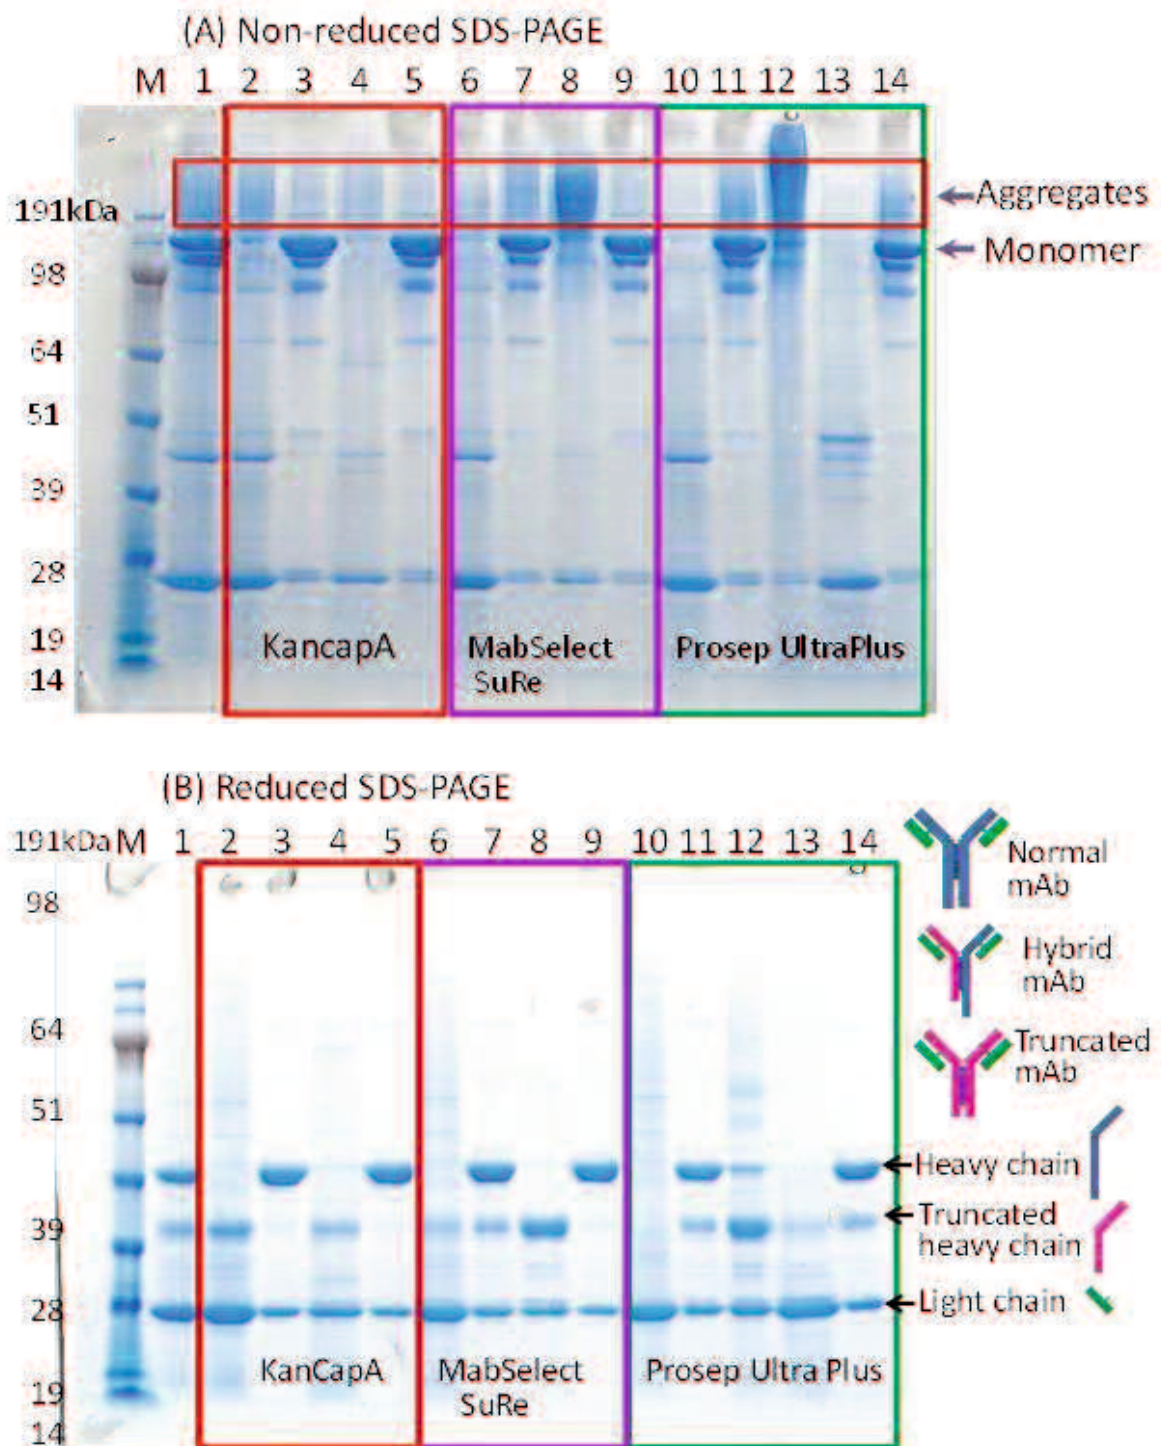 (A) Non-reduced SDS-PAGE
M 1 2 3 4 5 6 7 8 9 10 11 12 13 14
191kDa
98
64
51
39
28
19
14
Aggregates
Monomer
KancapA
MabSelect
SuRe
Prosep UltraPlus
(B) Reduced SDS-PAGE
191kDa M 1 2 3 4 5 6 7 8 9 10 11 12 13 14
98
64
51
39
28
19
14
Normal
mAb
Hybrid
mAb
Truncated
mAb
Heavy chain
Truncated
heavy chain
Light chain
KanCapA
MabSelect
SuRe
Prosep Ultra Plus